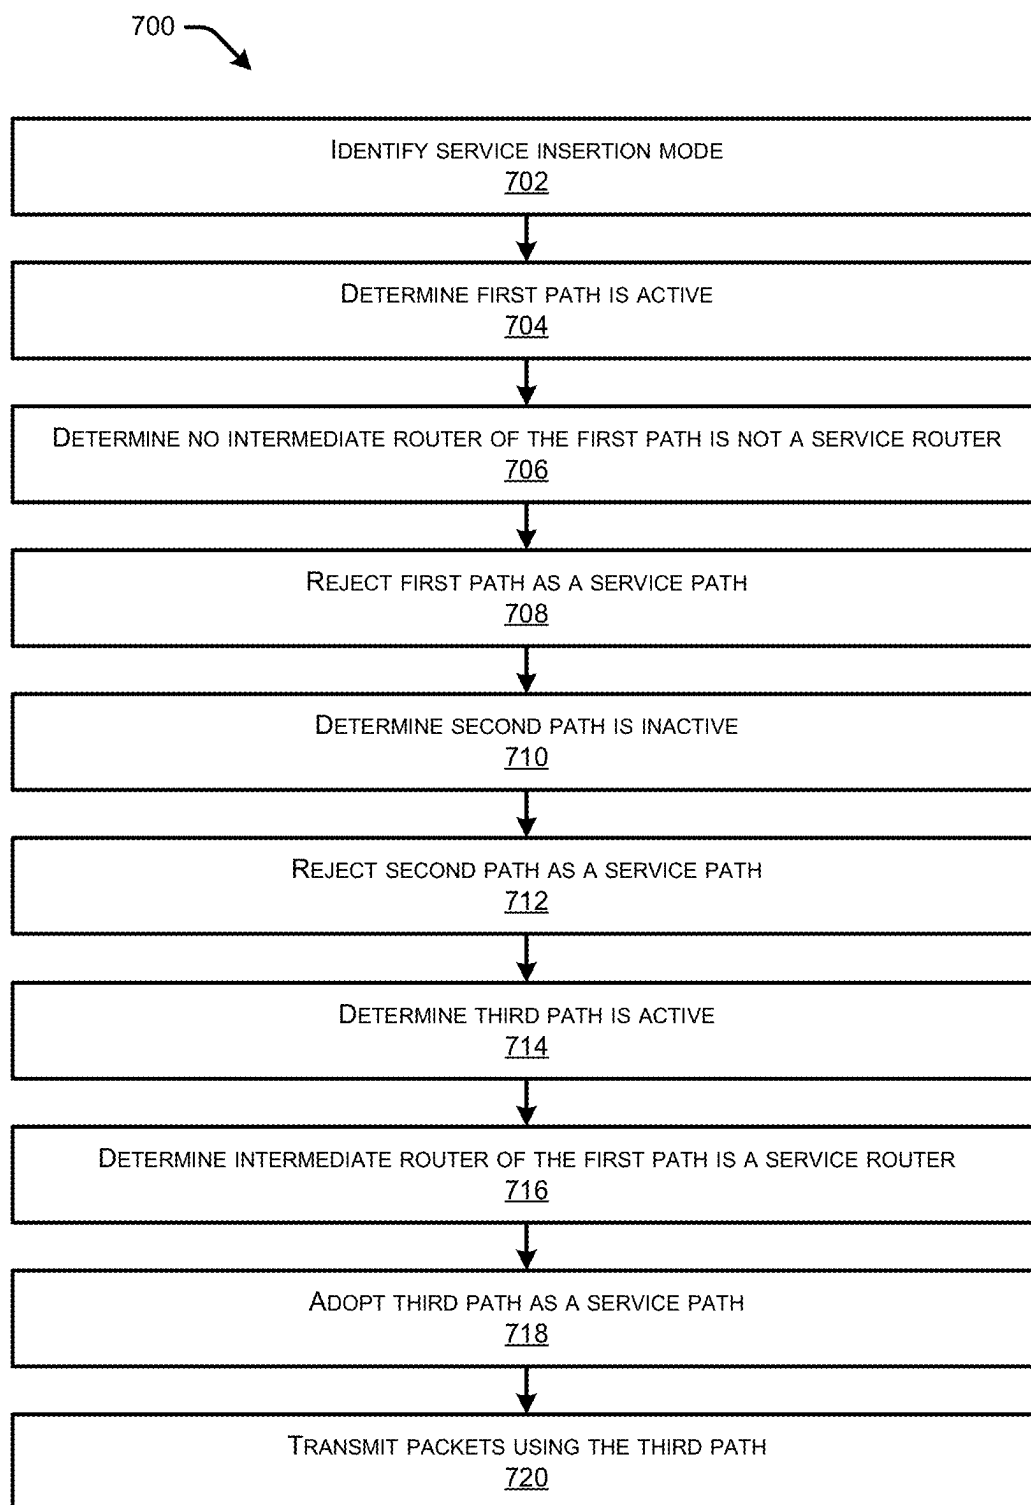 700
IDENTIFY SERVICE INSERTION MODE
702
DETERMINE FIRST PATH IS ACTIVE
704
DETERMINE NO INTERMEDIATE ROUTER OF THE FIRST PATH IS NOT A SERVICE ROUTER
706
REJECT FIRST PATH AS A SERVICE PATH
708
DETERMINE SECOND PATH IS INACTIVE
710
REJECT SECOND PATH AS A SERVICE PATH
712
DETERMINE THIRD PATH IS ACTIVE
714
DETERMINE INTERMEDIATE ROUTER OF THE FIRST PATH IS A SERVICE ROUTER
716
ADOPT THIRD PATH AS A SERVICE PATH
718
TRANSMIT PACKETS USING THE THIRD PATH
720